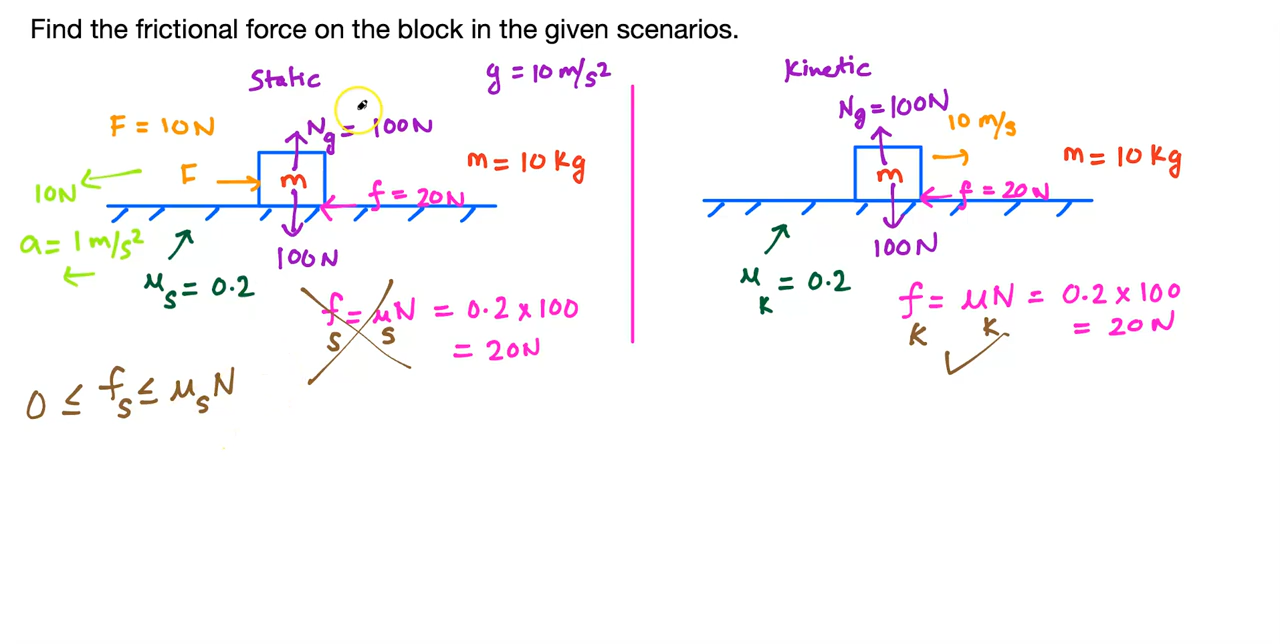 Find the frictional force on the block in the given scenarios.
Static
g = 10 m/s²
F = 10N
Ng = 100N
F
m
m = 10 kg
10N
f = 20N
a = 1 m/s²
100N
μs = 0.2
fs = μsN = 0.2 × 100
= 20N
0 ≤ fs ≤ μsN
Kinetic
Ng = 100N
10 m/s
m
m = 10 kg
f = 20N
100N
μk = 0.2
fk = μkN = 0.2 × 100
= 20N